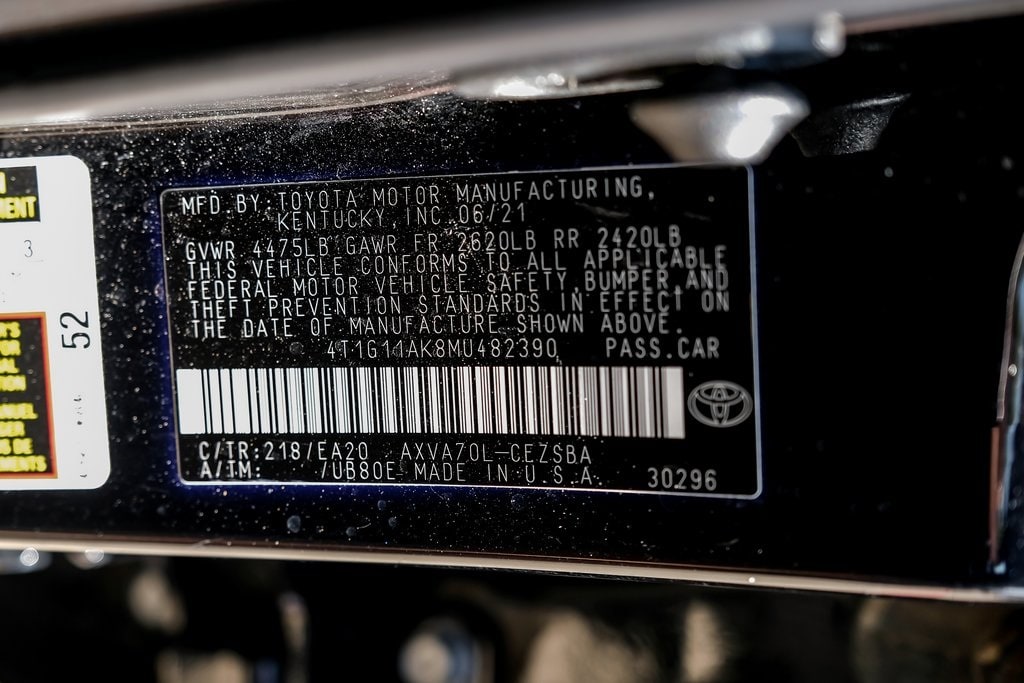 MFD.BY:TOYOTA MOTOR MANUFACTURING,
KENTUCKY, INC.06/21
GVWR 4475LB GAWR FR 2620LB RR 2420LB
THIS VEHICLE CONFORMS TO ALL APPLICABLE
FEDERAL MOTOR VEHICLE SAFETY,BUMPER,AND
THEFT PREVENTION STANDARDS IN EFFECT ON
THE DATE OF MANUFACTURE SHOWN ABOVE.
4T1G11AK8MU482390 PASS.CAR
C/TR:218/EA20 AXVA70L-CEZSBA
A/TM: /UB80E MADE IN U.S.A.
30296
3
52